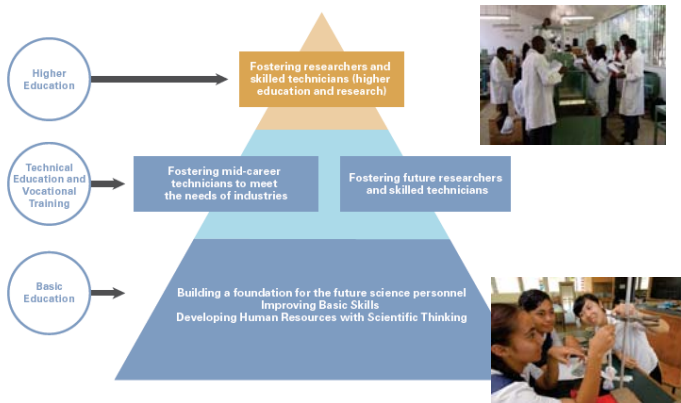 Higher
Education
Fostering researchers and
skilled technicians (higher
education and research)
Technical
Education and
Vocational
Training
Fostering mid-career
technicians to meet
the needs of industries
Fostering future researchers
and skilled technicians
Basic
Education
Building a foundation for the future science personnel
Improving Basic Skills
Developing Human Resources with Scientific Thinking